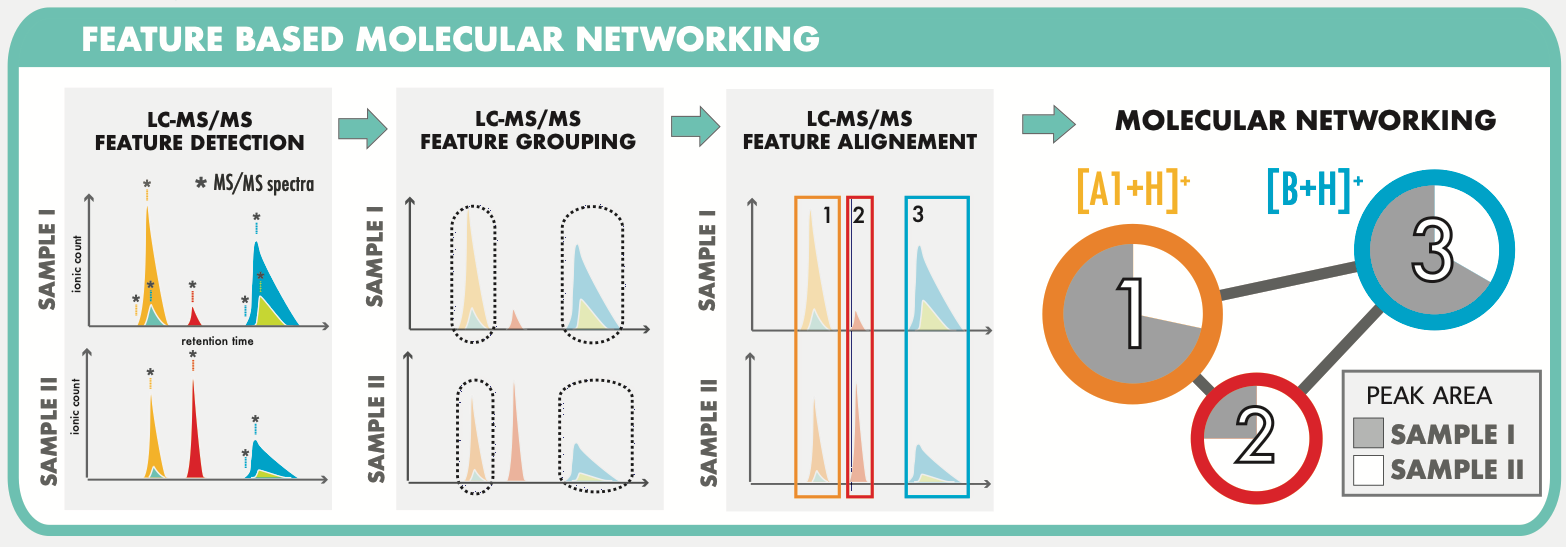 FEATURE BASED MOLECULAR NETWORKING
LC-MS/MS
FEATURE DETECTION
* MS/MS spectra
SAMPLE I
ionic count
retention time
SAMPLE II
ionic count
LC-MS/MS
FEATURE GROUPING
SAMPLE I
SAMPLE II
LC-MS/MS
FEATURE ALIGNEMENT
SAMPLE I
1 2 3
SAMPLE II
MOLECULAR NETWORKING
[A1+H]+ [B+H]+
1
3
2
PEAK AREA
SAMPLE I
SAMPLE II